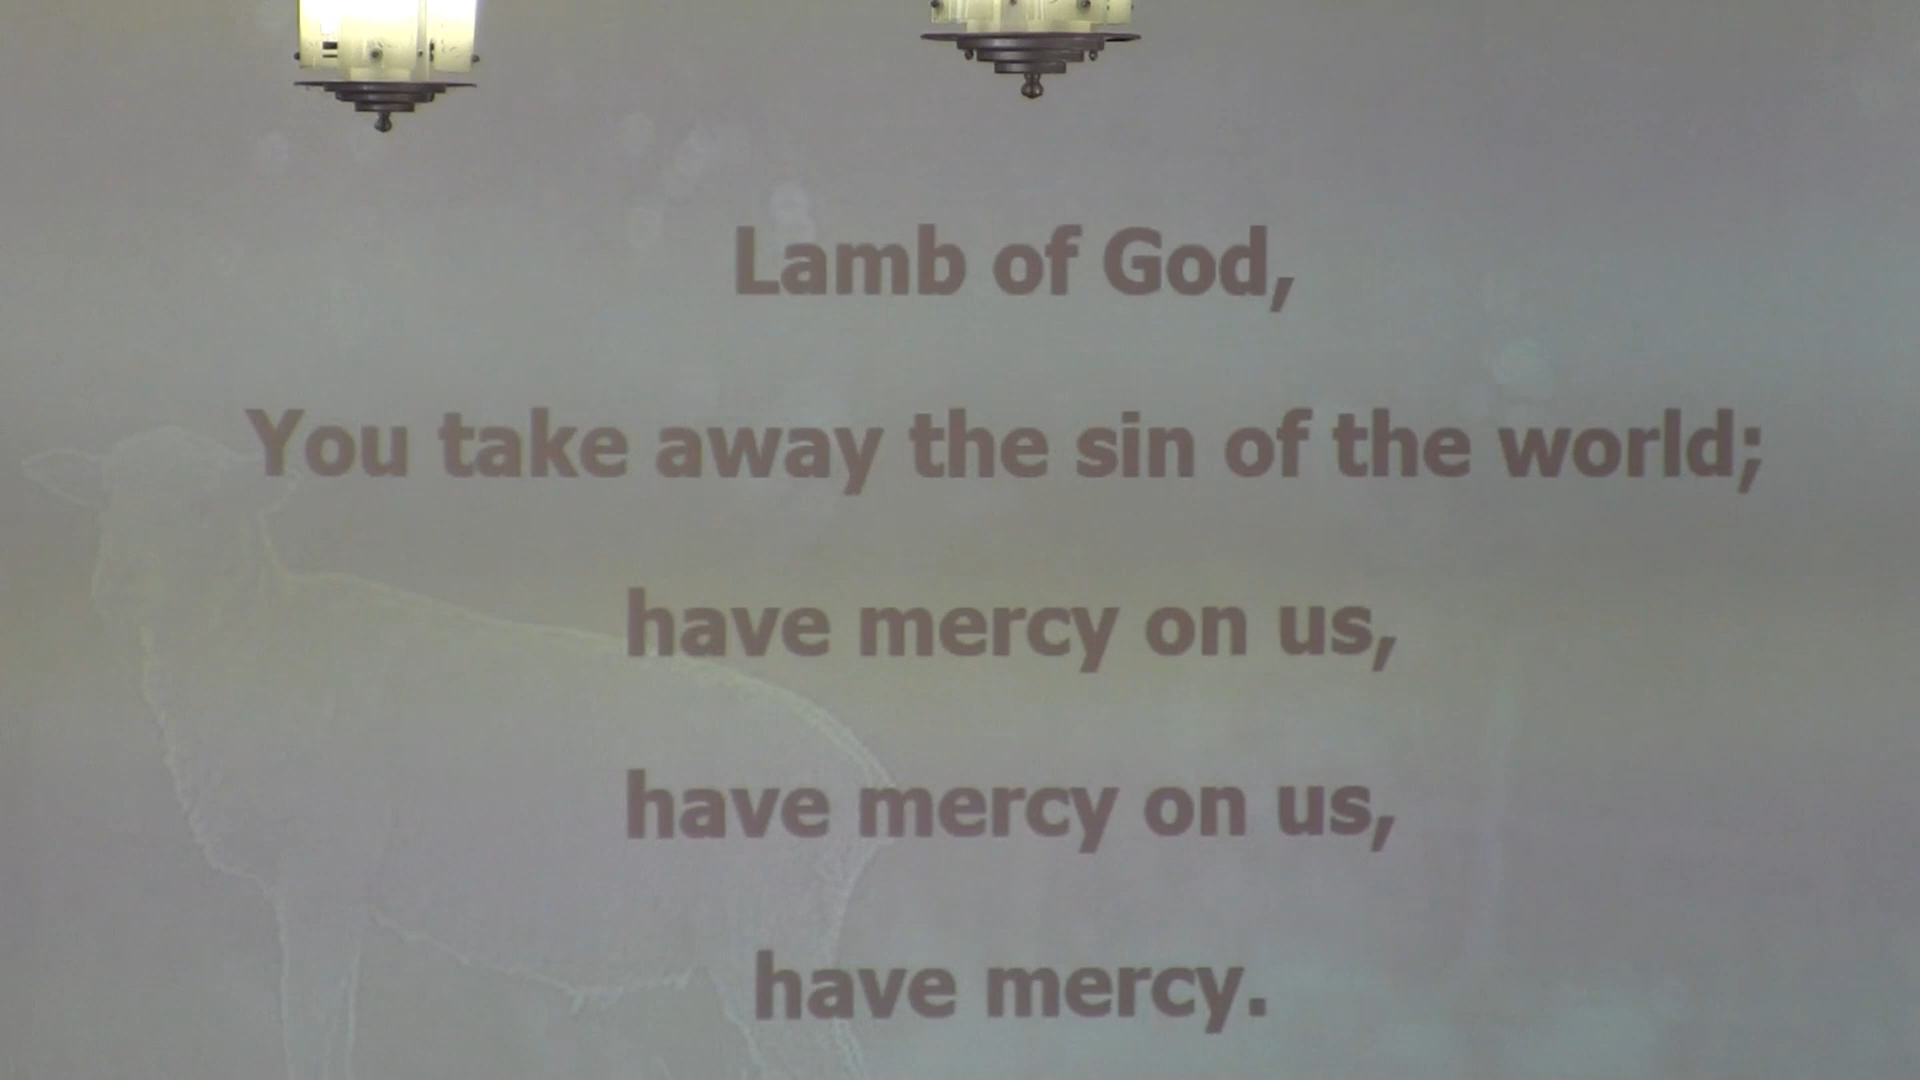 Lamb of God,
You take away the sin of the world;
have mercy on us,
have mercy on us,
have mercy.